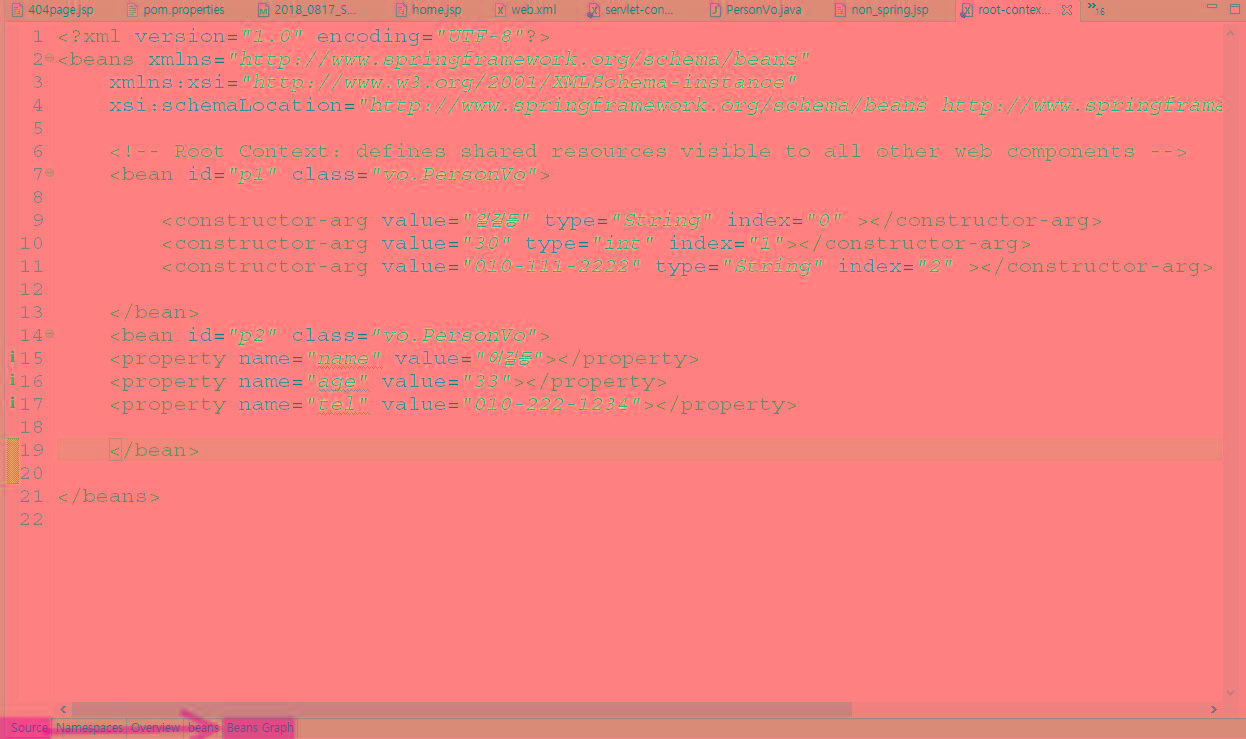 404page.jsp pom.properties 2018_0817_S... home.jsp web.xml servlet-con... PersonVo.java non_spring.jsp root-contex... »16
1 <?xml version="1.0" encoding="UTF-8"?>
2 <beans xmlns="http://www.springframework.org/schema/beans"
3 xmlns:xsi="http://www.w3.org/2001/XMLSchema-instance"
4 xsi:schemaLocation="http://www.springframework.org/schema/beans http://www.springframe
5
6 <!-- Root Context: defines shared resources visible to all other web components -->
7 <bean id="p1" class="vo.PersonVo">
8
9 <constructor-arg value="일길동" type="String" index="0" ></constructor-arg>
10 <constructor-arg value="30" type="int" index="1"></constructor-arg>
11 <constructor-arg value="010-111-2222" type="String" index="2" ></constructor-arg>
12
13 </bean>
14 <bean id="p2" class="vo.PersonVo">
15 <property name="name" value="이길동"></property>
16 <property name="age" value="33"></property>
17 <property name="tel" value="010-222-1234"></property>
18
19 </bean>
20
21 </beans>
22
Source Namespaces Overview beans Beans Graph